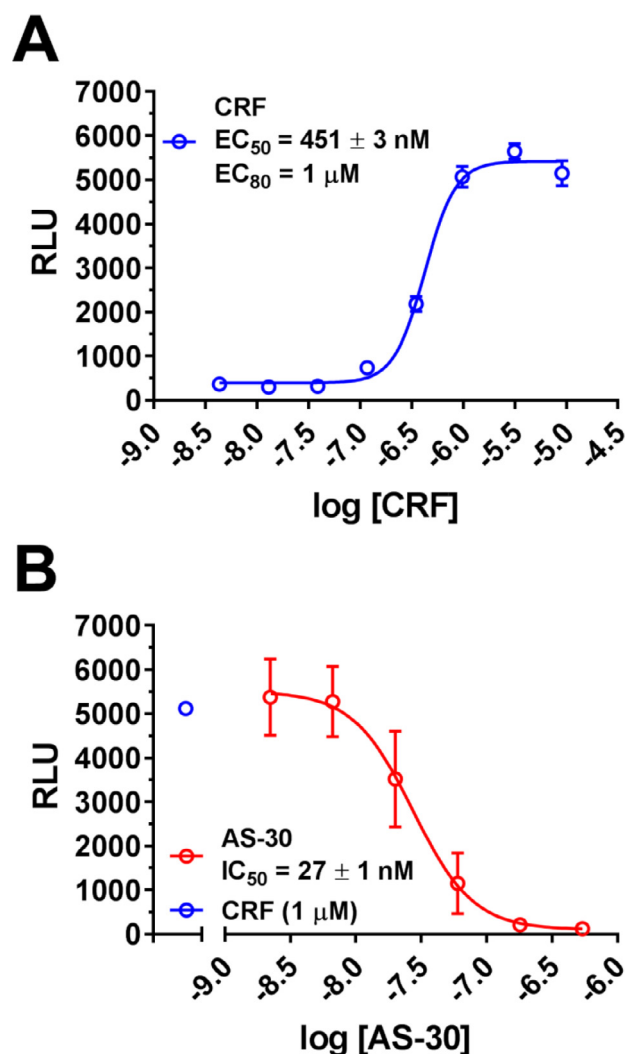 A
7000
6000
5000
4000
3000
2000
1000
0
RLU
CRF
EC50 = 451 ± 3 nM
EC80 = 1 μM
-9.0
-8.5
-8.0
-7.5
-7.0
-6.5
-6.0
-5.5
-5.0
-4.5
log [CRF]
B
7000
6000
5000
4000
3000
2000
1000
0
RLU
AS-30
IC50 = 27 ± 1 nM
CRF (1 μM)
-9.0
-8.5
-8.0
-7.5
-7.0
-6.5
-6.0
log [AS-30]